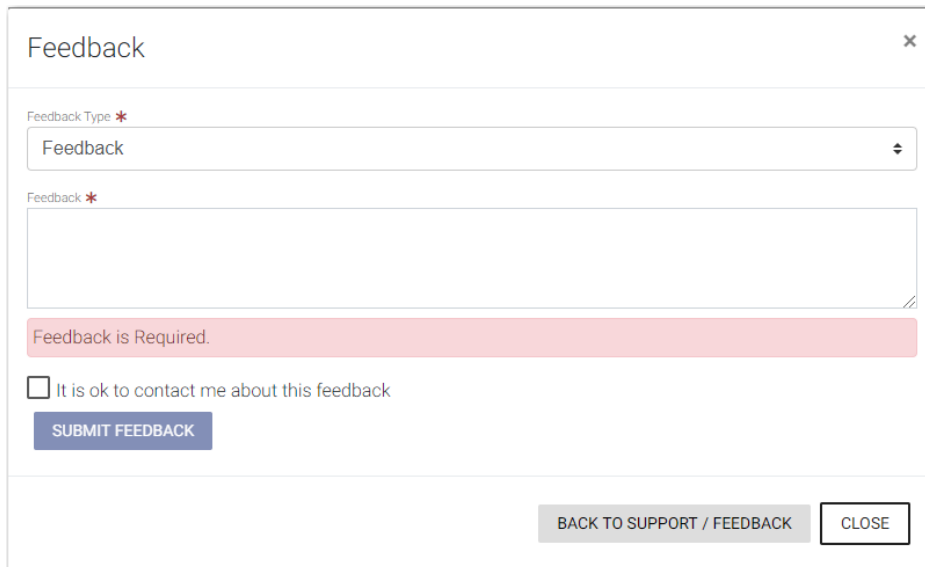 Feedback
×
Feedback Type *
Feedback
Feedback *
Feedback is Required.
It is ok to contact me about this feedback
SUBMIT FEEDBACK
BACK TO SUPPORT / FEEDBACK CLOSE